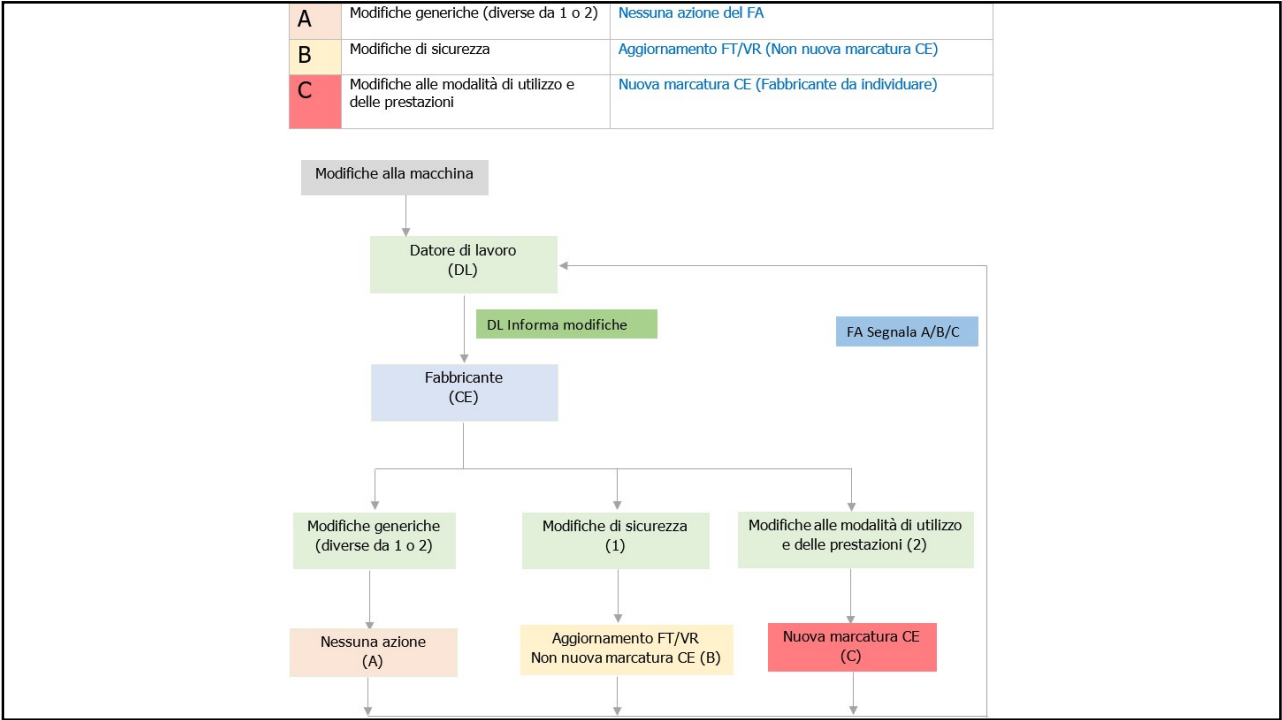 A
Modifiche generiche (diverse da 1 o 2)
Nessuna azione del FA
B
Modifiche di sicurezza
Aggiornamento FT/VR (Non nuova marcatura CE)
C
Modifiche alle modalità di utilizzo e
delle prestazioni
Nuova marcatura CE (Fabbricante da individuare)
Modifiche alla macchina
Datore di lavoro
(DL)
DL Informa modifiche
FA Segnala A/B/C
Fabbricante
(CE)
Modifiche generiche
(diverse da 1 o 2)
Modifiche di sicurezza
(1)
Modifiche alle modalità di utilizzo
e delle prestazioni (2)
Nessuna azione
(A)
Aggiornamento FT/VR
Non nuova marcatura CE (B)
Nuova marcatura CE
(C)